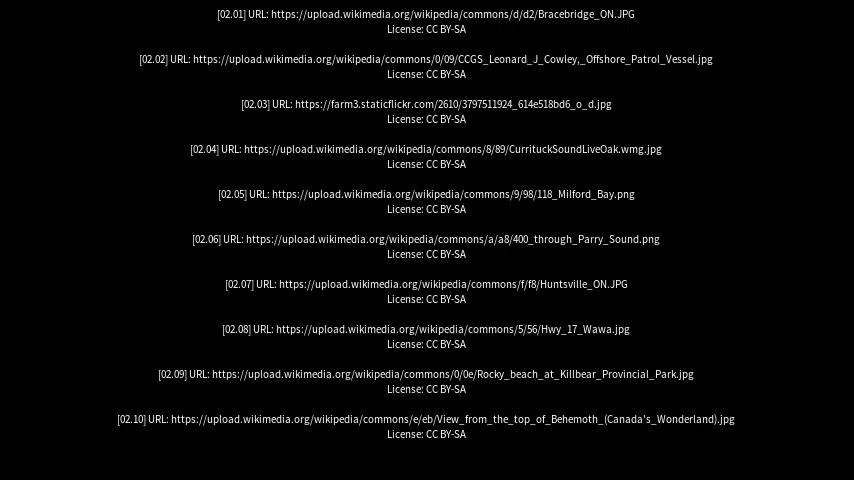 [02.01] URL: https://upload.wikimedia.org/wikipedia/commons/d/d2/Bracebridge_ON.JPG
License: CC BY-SA
[02.02] URL: https://upload.wikimedia.org/wikipedia/commons/0/09/CCGS_Leonard_J_Cowley,_Offshore_Patrol_Vessel.jpg
License: CC BY-SA
[02.03] URL: https://farm3.staticflickr.com/2610/3797511924_614e518bd6_o_d.jpg
License: CC BY-SA
[02.04] URL: https://upload.wikimedia.org/wikipedia/commons/8/89/CurrituckSoundLiveOak.wmg.jpg
License: CC BY-SA
[02.05] URL: https://upload.wikimedia.org/wikipedia/commons/9/98/118_Milford_Bay.png
License: CC BY-SA
[02.06] URL: https://upload.wikimedia.org/wikipedia/commons/a/a8/400_through_Parry_Sound.png
License: CC BY-SA
[02.07] URL: https://upload.wikimedia.org/wikipedia/commons/f/f8/Huntsville_ON.JPG
License: CC BY-SA
[02.08] URL: https://upload.wikimedia.org/wikipedia/commons/5/56/Hwy_17_Wawa.jpg
License: CC BY-SA
[02.09] URL: https://upload.wikimedia.org/wikipedia/commons/0/0e/Rocky_beach_at_Killbear_Provincial_Park.jpg
License: CC BY-SA
[02.10] URL: https://upload.wikimedia.org/wikipedia/commons/e/eb/View_from_the_top_of_Behemoth_(Canada's_Wonderland).jpg
License: CC BY-SA